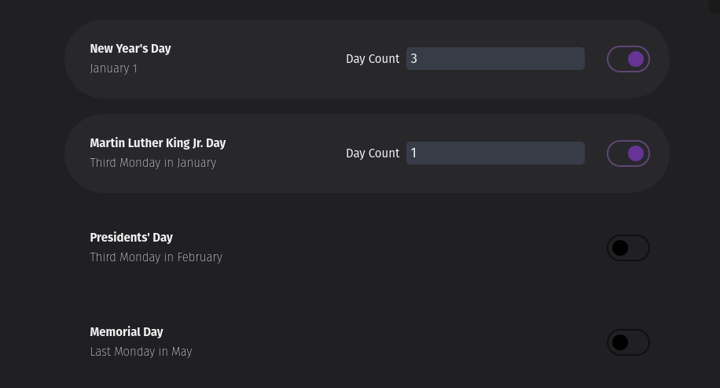 New Year's Day
January 1
Day Count 3
Martin Luther King Jr. Day
Third Monday in January
Day Count 1
Presidents' Day
Third Monday in February
Memorial Day
Last Monday in May